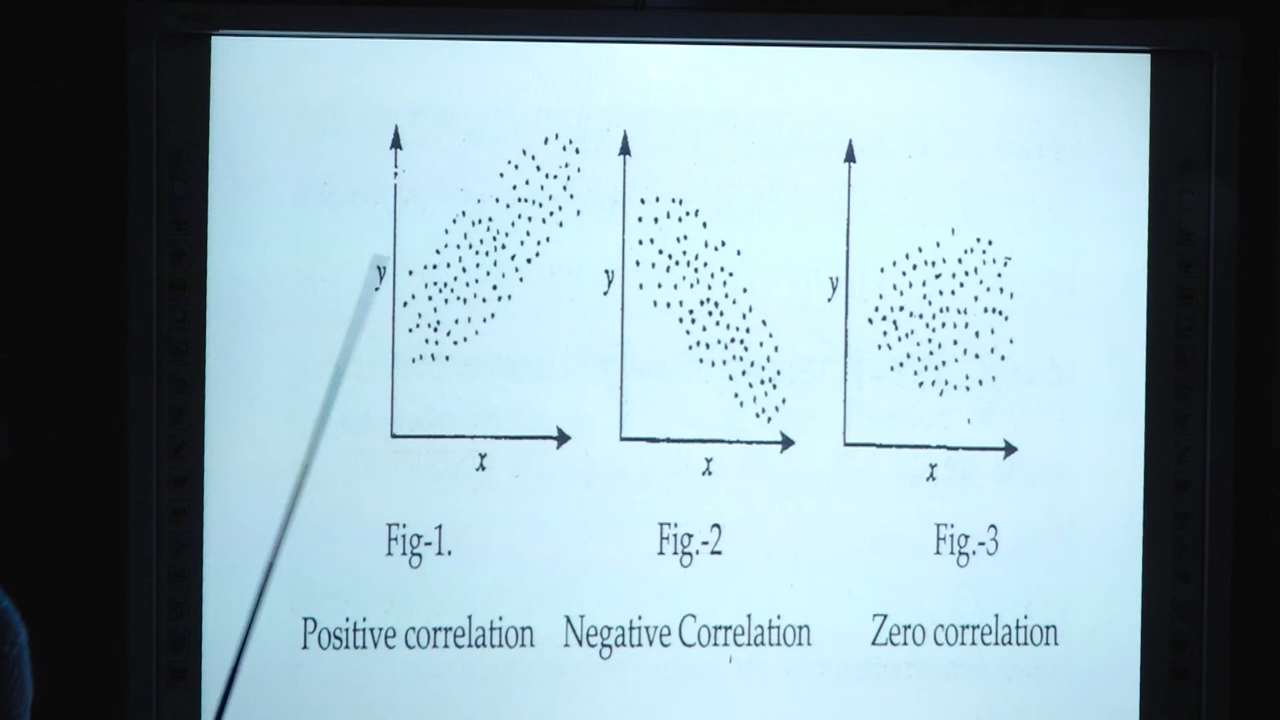 y y y
x x x
Fig-1. Fig.-2 Fig.-3
Positive correlation Negative Correlation Zero correlation